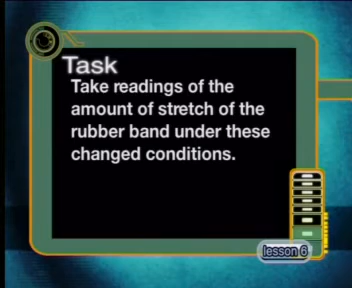 Task
Take readings of the
amount of stretch of the
rubber band under these
changed conditions.
lesson 6